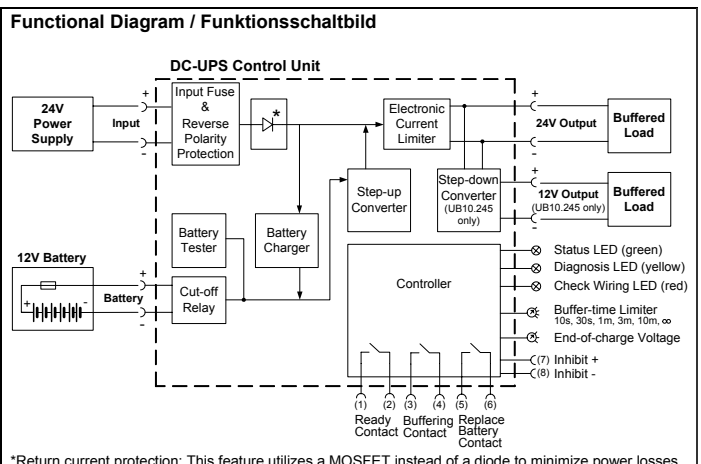 Functional Diagram / Funktionsschaltbild
DC-UPS Control Unit
24V
Power
Supply
+
Input
-
Input Fuse
&
Reverse
Polarity
Protection
*
Electronic
Current
Limiter
+
24V Output
-
Buffered
Load
Step-up
Converter
Step-down
Converter
(UB10.245
only)
+
12V Output
(UB10.245 only)
-
Buffered
Load
Battery
Tester
Battery
Charger
12V Battery
+
-
+
Battery
-
Cut-off
Relay
Controller
Status LED (green)
Diagnosis LED (yellow)
Check Wiring LED (red)
Buffer-time Limiter
10s, 30s, 1m, 3m, 10m, ∞
End-of-charge Voltage
(7) Inhibit +
(8) Inhibit -
(1) (2) (3) (4) (5) (6)
Ready
Contact
Buffering
Contact
Replace
Battery
Contact
*Return current protection: This feature utilizes a MOSFET instead of a diode to minimize power losses